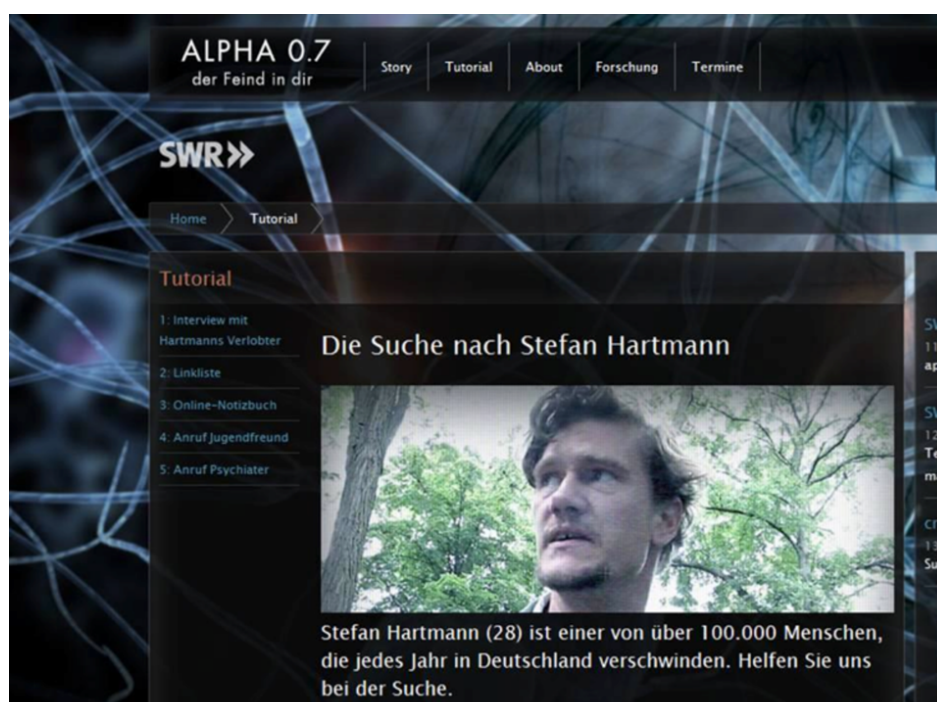 ALPHA 0.7
der Feind in dir
Story
Tutorial
About
Forschung
Termine
SWR»
Home
Tutorial
Tutorial
1: Interview mit
Hartmanns Verlobter
2: Linkliste
3: Online-Notizbuch
4: Anruf Jugendfreund
5: Anruf Psychiater
Die Suche nach Stefan Hartmann
Stefan Hartmann (28) ist einer von über 100.000 Menschen,
die jedes Jahr in Deutschland verschwinden. Helfen Sie uns
bei der Suche.